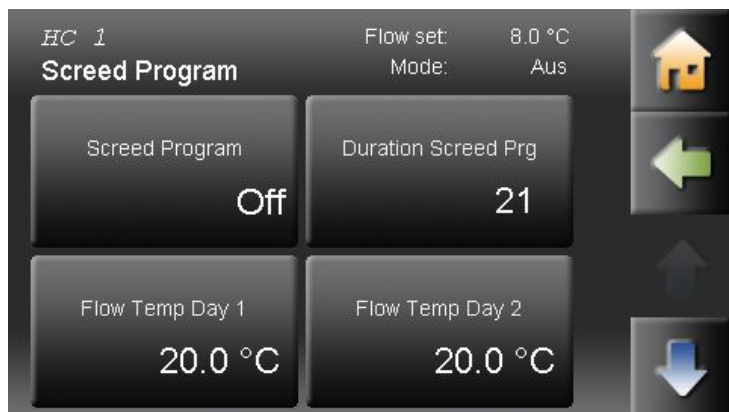 HC 1
Flow set: 8.0 °C
Screed Program
Mode: Aus
Screed Program
Off
Duration Screed Prg
21
Flow Temp Day 1
20.0 °C
Flow Temp Day 2
20.0 °C